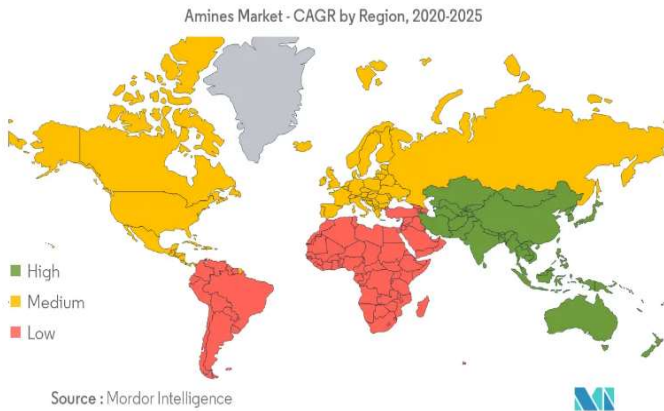 Amines Market - CAGR by Region, 2020-2025
High
Medium
Low
Source : Mordor Intelligence